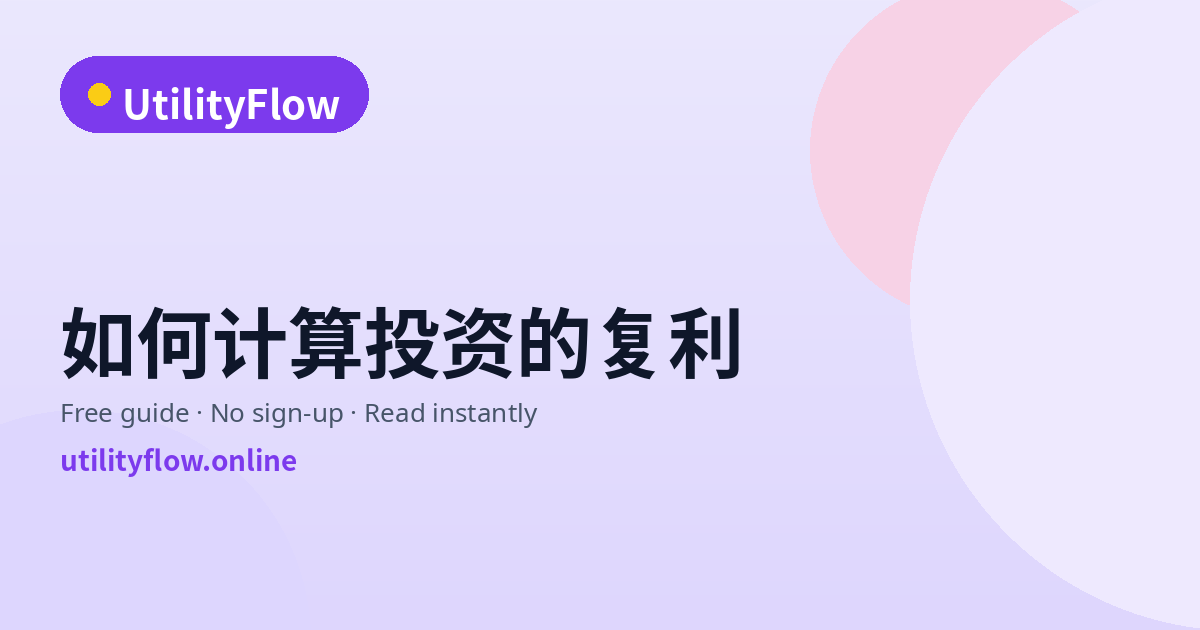 UtilityFlow
如何计算投资的复利
Free guide · No sign-up · Read instantly
utilityflow.online